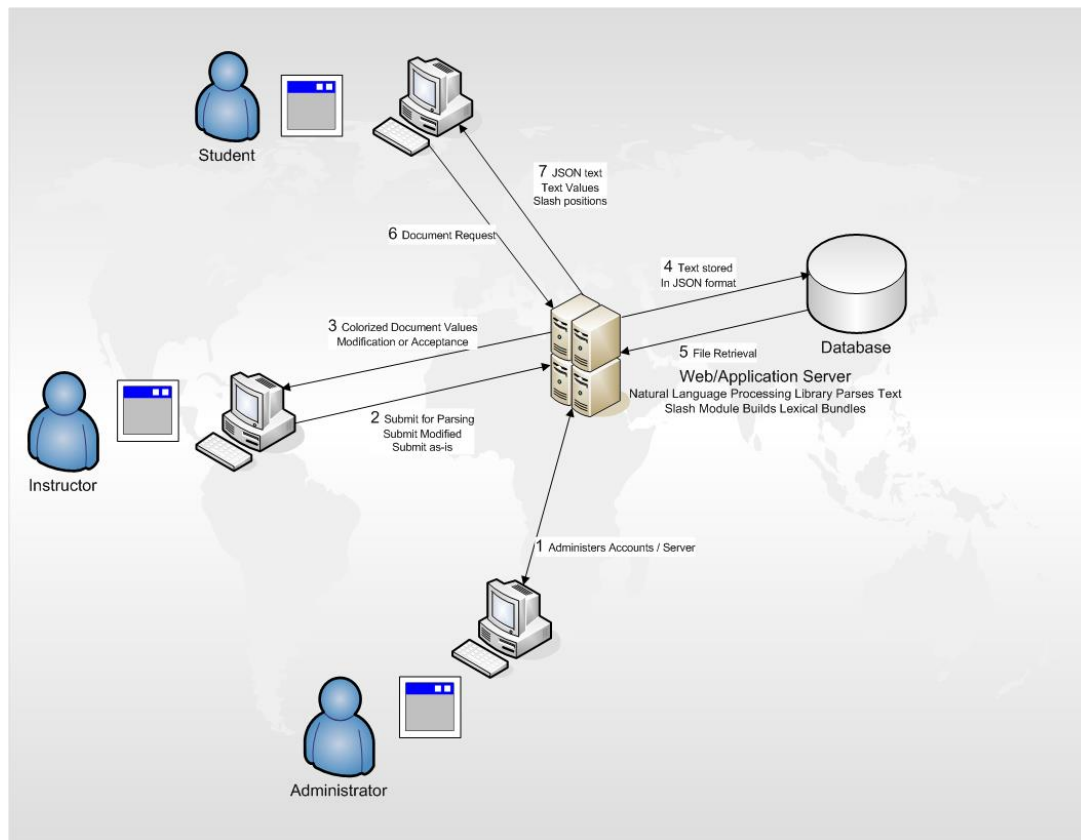 Student
7 JSON text
Text Values
Slash positions
6 Document Request
4 Text stored
In JSON format
3 Colorized Document Values
Modification or Acceptance
5 File Retrieval
Database
Web/Application Server
Natural Language Processing Library Parses Text
Slash Module Builds Lexical Bundles
2 Submit for Parsing
Submit Modified
Submit as-is
Instructor
1 Administers Accounts / Server
Administrator